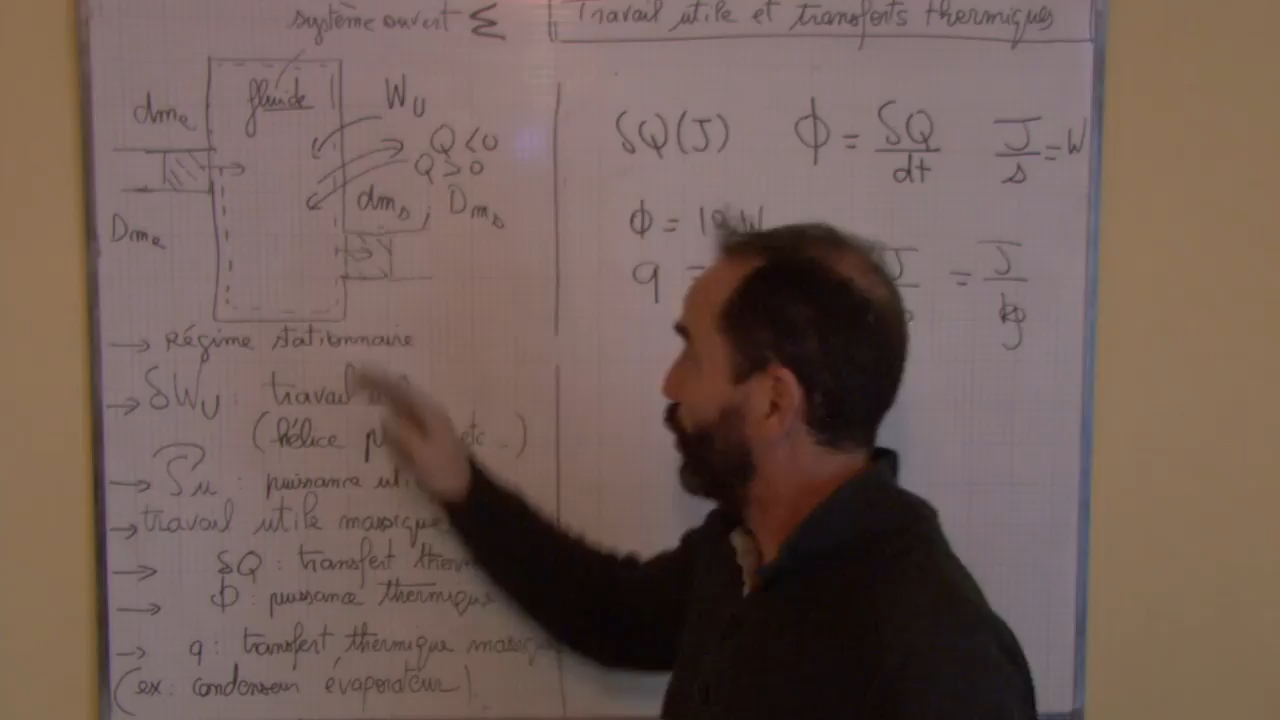 système ouvert Σ
Travail utile et transferts thermiques
fluide
dme
Dme
WU
Q<0
Q>0
dms ; Dms
→ Régime stationnaire
→ δWU : travail
(hélice etc ..)
→ Pu : puissance
→ travail utile massique
→ δQ : transfert
→ Φ : puissance thermique
→ q : transfert thermique
(ex : condenseur évaporateur).
δQ(J) Φ = δQ/dt J/s = W
Φ = W
q = J = J/kg